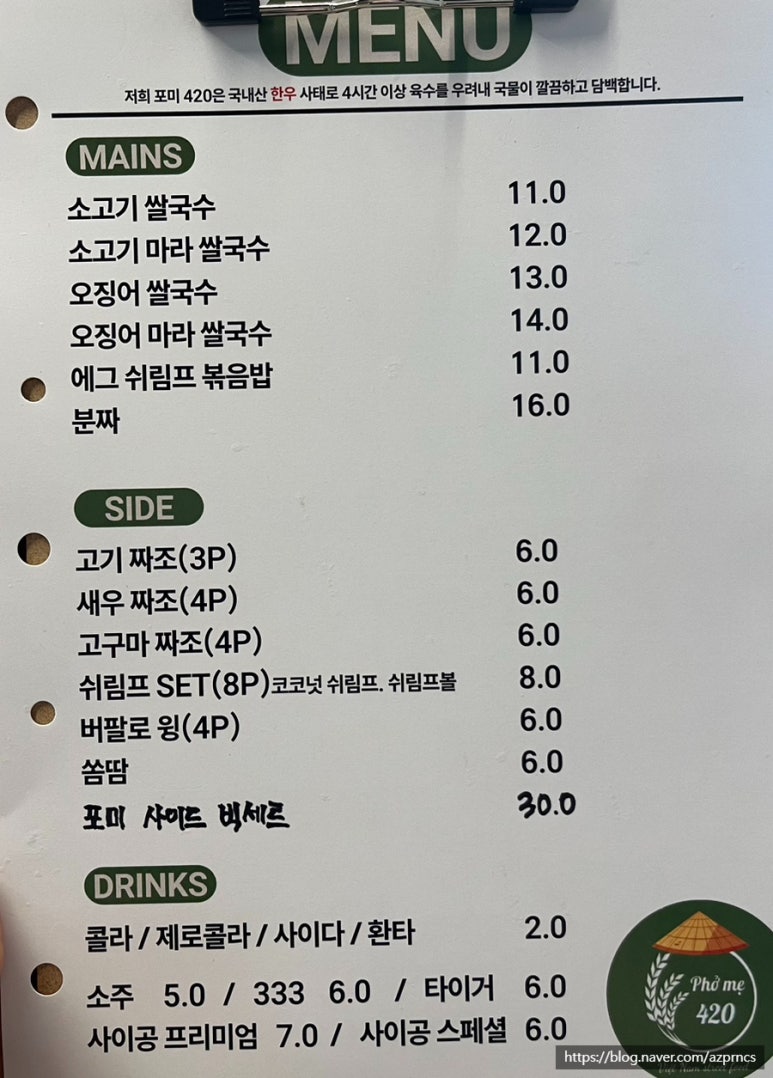 MENU
저희 포미 420은 국내산 한우 사태로 4시간 이상 육수를 우려내 국물이 깔끔하고 담백합니다.
MAINS
소고기 쌀국수 11.0
소고기 마라 쌀국수 12.0
오징어 쌀국수 13.0
오징어 마라 쌀국수 14.0
에그 쉬림프 볶음밥 11.0
분짜 16.0
SIDE
고기 짜조(3P) 6.0
새우 짜조(4P) 6.0
고구마 짜조(4P) 6.0
쉬림프 SET(8P)코코넛 쉬림프. 쉬림프볼 8.0
버팔로 윙(4P) 6.0
쏨땀 6.0
포미 사이드 빅세트 30.0
DRINKS
콜라 / 제로콜라 / 사이다 / 환타 2.0
소주 5.0 / 333 6.0 / 타이거 6.0
사이공 프리미엄 7.0 / 사이공 스페셜 6.0
Phở mẹ
420
Việt Nam street food
https://blog.naver.com/azprncs